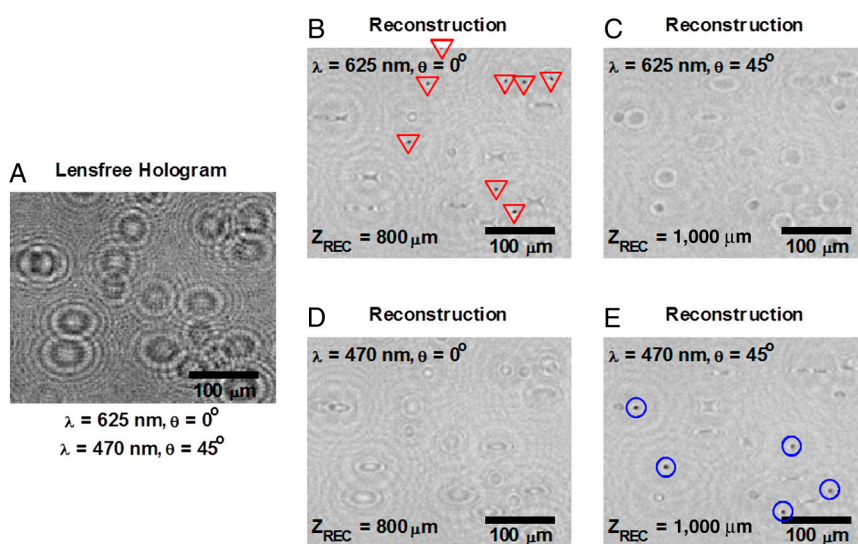 A Lensfree Hologram
100 μm
λ = 625 nm, θ = 0°
λ = 470 nm, θ = 45°
B Reconstruction
λ = 625 nm, θ = 0°
Z_REC = 800 μm
100 μm
C Reconstruction
λ = 625 nm, θ = 45°
Z_REC = 1,000 μm
100 μm
D Reconstruction
λ = 470 nm, θ = 0°
Z_REC = 800 μm
100 μm
E Reconstruction
λ = 470 nm, θ = 45°
Z_REC = 1,000 μm
100 μm